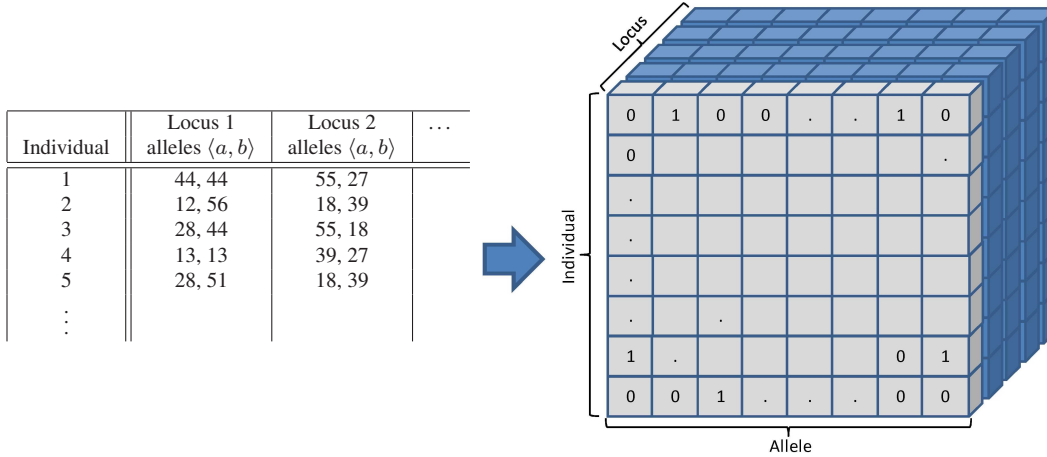 Locus 1 Locus 2 ...
Individual alleles ⟨a, b⟩ alleles ⟨a, b⟩
1 44, 44 55, 27
2 12, 56 18, 39
3 28, 44 55, 18
4 13, 13 39, 27
5 28, 51 18, 39
⋮
Locus
Individual
0 1 0 0 . . 1 0
0 .
.
.
.
. .
1 . 0 1
0 0 1 . . . 0 0
Allele